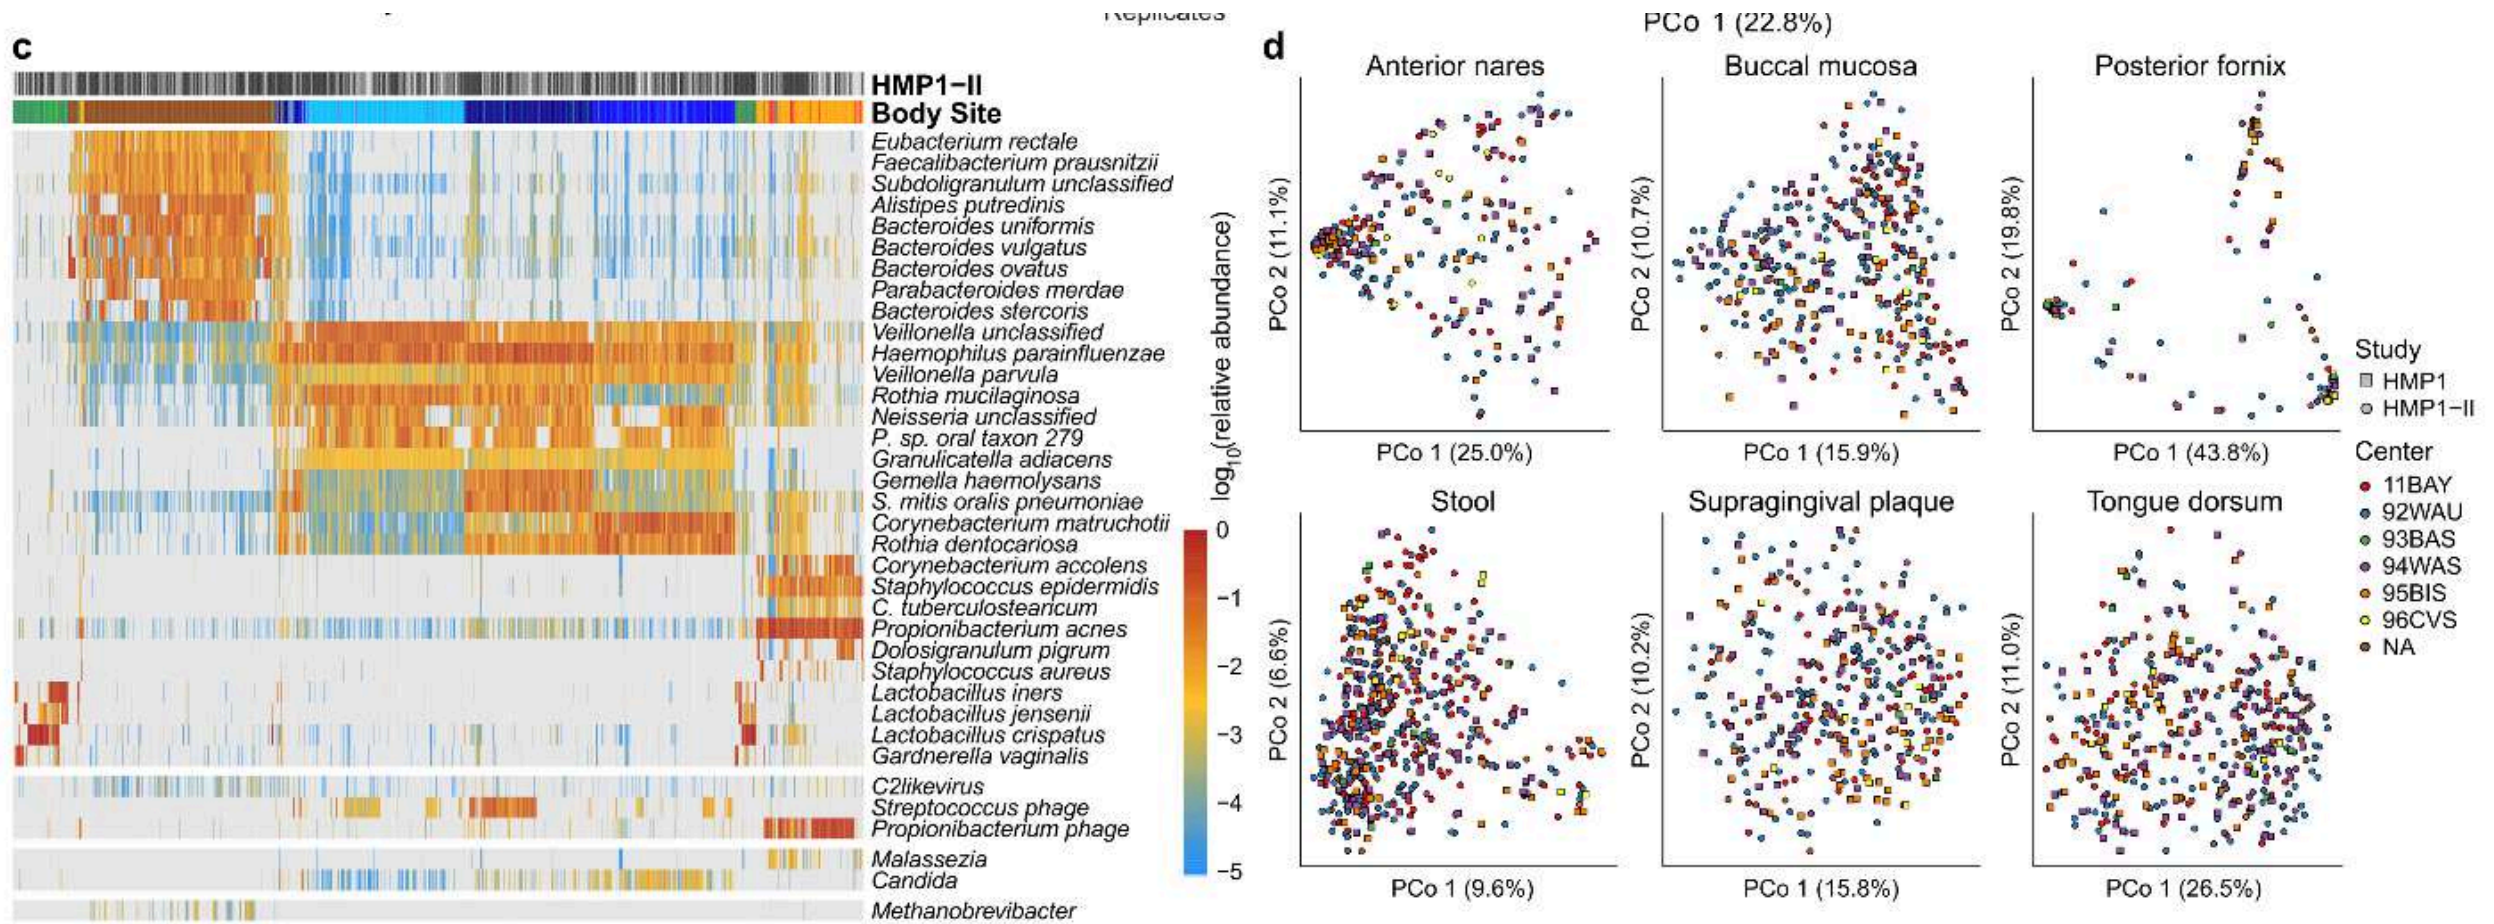 Replicates
PCo 1 (22.8%)
c
HMP1-II
Body Site
Eubacterium rectale
Faecalibacterium prausnitzii
Subdoligranulum unclassified
Alistipes putredinis
Bacteroides uniformis
Bacteroides vulgatus
Bacteroides ovatus
Parabacteroides merdae
Bacteroides stercoris
Veillonella unclassified
Haemophilus parainfluenzae
Veillonella parvula
Rothia mucilaginosa
Neisseria unclassified
P. sp. oral taxon 279
Granulicatella adiacens
Gemella haemolysans
S. mitis oralis pneumoniae
Corynebacterium matruchotii
Rothia dentocariosa
Corynebacterium accolens
Staphylococcus epidermidis
C. tuberculostearicum
Propionibacterium acnes
Dolosigranulum pigrum
Staphylococcus aureus
Lactobacillus iners
Lactobacillus jensenii
Lactobacillus crispatus
Gardnerella vaginalis
C2likevirus
Streptococcus phage
Propionibacterium phage
Malassezia
Candida
Methanobrevibacter
log10(relative abundance)
0
−1
−2
−3
−4
−5
d
Anterior nares
PCo 2 (11.1%)
PCo 1 (25.0%)
Buccal mucosa
PCo 2 (10.7%)
PCo 1 (15.9%)
Posterior fornix
PCo 2 (19.8%)
PCo 1 (43.8%)
Stool
PCo 2 (6.6%)
PCo 1 (9.6%)
Supragingival plaque
PCo 2 (10.2%)
PCo 1 (15.8%)
Tongue dorsum
PCo 2 (11.0%)
PCo 1 (26.5%)
Study
HMP1
HMP1−II
Center
11BAY
92WAU
93BAS
94WAS
95BIS
96CVS
NA